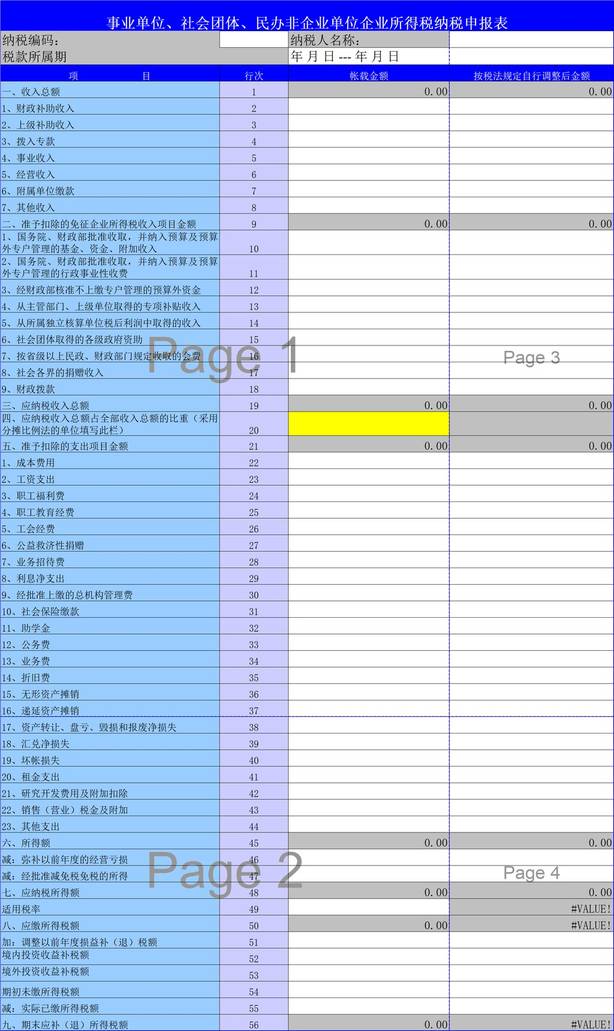 事业单位、社会团体、民办非企业单位企业所得税纳税申报表
纳税编码: 纳税人名称:
税款所属期 年 月 日 --- 年 月 日
项 目 行次 帐载金额 按税法规定自行调整后金额
一、收入总额 1 0.00 0.00
1、财政补助收入 2
2、上级补助收入 3
3、拨入专款 4
4、事业收入 5
5、经营收入 6
6、附属单位缴款 7
7、其他收入 8
二、准予扣除的免征企业所得税收入项目金额 9 0.00 0.00
1、国务院、财政部批准收取，并纳入预算及预算
外专户管理的基金、资金、附加收入 10
2、国务院、财政部批准收取，并纳入预算及预算
外专户管理的行政事业性收费 11
3、经财政部核准不上缴专户管理的预算外资金 12
4、从主管部门、上级单位取得的专项补贴收入 13
5、从所属独立核算单位税后利润中取得的收入 14
6、社会团体取得的各级政府资助 15
7、按省级以上民政、财政部门规定收取的会费 16
Page 1 Page 3
8、社会各界的捐赠收入 17
9、财政拨款 18
三、应纳税收入总额 19 0.00 0.00
四、应纳税收入总额占全部收入总额的比重（采用
分摊比例法的单位填写此栏） 20
五、准予扣除的支出项目金额 21 0.00 0.00
1、成本费用 22
2、工资支出 23
3、职工福利费 24
4、职工教育经费 25
5、工会经费 26
6、公益救济性捐赠 27
7、业务招待费 28
8、利息净支出 29
9、经批准上缴的总机构管理费 30
10、社会保险缴款 31
11、助学金 32
12、公务费 33
13、业务费 34
14、折旧费 35
15、无形资产摊销 36
16、递延资产摊销 37
17、资产转让、盘亏、毁损和报废净损失 38
18、汇兑净损失 39
19、坏帐损失 40
20、租金支出 41
21、研究开发费用及附加扣除 42
22、销售（营业）税金及附加 43
23、其他支出 44
六、所得额 45 0.00 0.00
减: 弥补以前年度的经营亏损 46
减: 经批准减免税免税的所得 47
Page 2 Page 4
七、应纳税所得额 48 0.00 0.00
适用税率 49 #VALUE!
八、应缴所得税额 50 0.00 #VALUE!
加: 调整以前年度损益补（退）税额 51
境内投资收益补税额 52
境外投资收益补税额 53
期初未缴所得税额 54
减: 实际已缴所得税额 55
九、期末应补（退）所得税额 56 0.00 #VALUE!